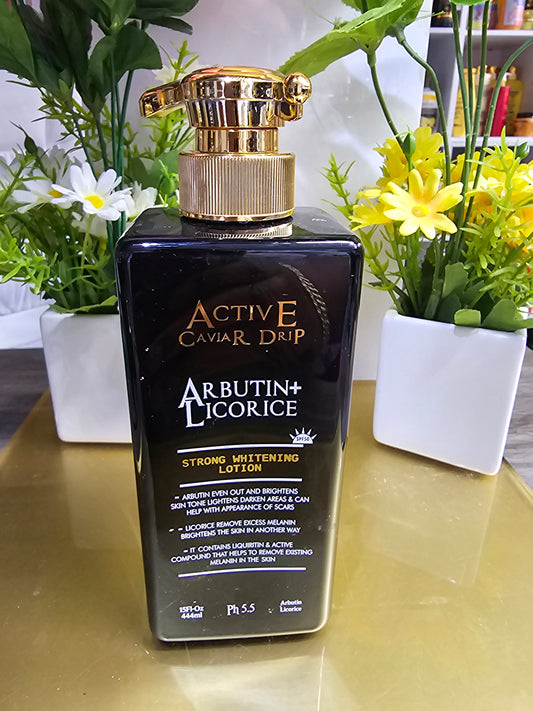 ACTIVE
CAVIAR DRIP
ARBUTIN+
LICORICE
SPF50
STRONG WHITENING
LOTION
- ARBUTIN EVEN OUT AND BRIGHTENS
SKIN TONE LIGHTENS DARKEN AREAS & CAN
HELP WITH APPEARANCE OF SCARS
- - LICORICE REMOVE EXCESS MELANIN
BRIGHTENS THE SKIN IN ANOTHER WAY
- IT CONTAINS LIQUIRITIN & ACTIVE
COMPOUND THAT HELPS TO REMOVE EXISTING
MELANIN IN THE SKIN
15Fl-Oz
444ml
Ph 5.5
Arbutin
Licorice